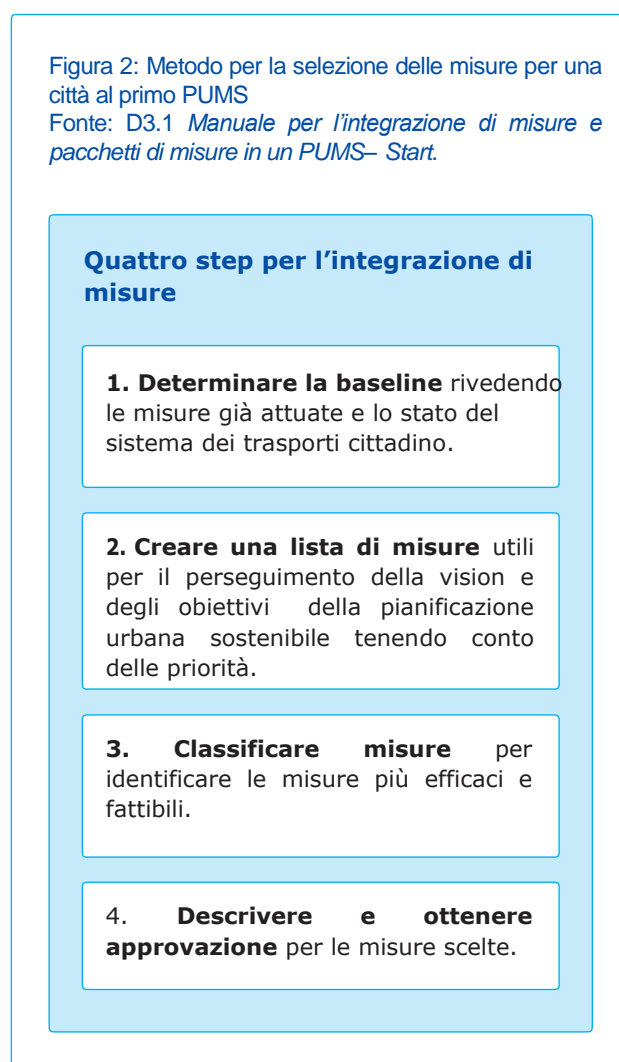 Figura 2: Metodo per la selezione delle misure per una
città al primo PUMS
Fonte: D3.1 Manuale per l'integrazione di misure e
pacchetti di misure in un PUMS– Start.
Quattro step per l'integrazione di
misure
1. Determinare la baseline rivedendo
le misure già attuate e lo stato del
sistema dei trasporti cittadino.
2. Creare una lista di misure utili
per il perseguimento della vision e
degli obiettivi della pianificazione
urbana sostenibile tenendo conto
delle priorità.
3. Classificare misure per
identificare le misure più efficaci e
fattibili.
4. Descrivere e ottenere
approvazione per le misure scelte.